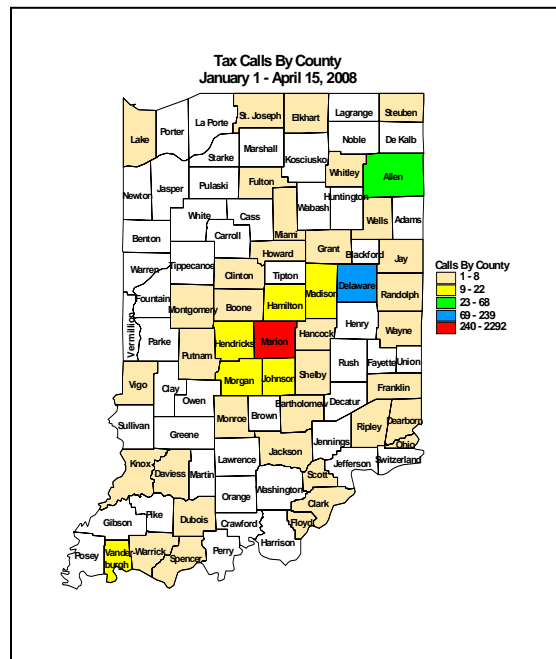 Tax Calls By County
January 1 - April 15, 2008
St. Joseph
Elkhart
Lagrange
Steuben
La Porte
Porter
Lake
Noble
De Kalb
Marshall
Starke
Kosciusko
Whitley
Allen
Newton
Jasper
Pulaski
Fulton
Huntington
Wabash
White
Cass
Miami
Wells
Adams
Benton
Carroll
Howard
Grant
Blackford
Jay
Warren
Tippecanoe
Clinton
Tipton
Madison
Delaware
Randolph
Fountain
Montgomery
Boone
Hamilton
Vermillion
Parke
Putnam
Hendricks
Marion
Hancock
Henry
Wayne
Rush
Fayette
Union
Vigo
Clay
Owen
Morgan
Johnson
Shelby
Franklin
Decatur
Sullivan
Greene
Monroe
Brown
Bartholomew
Jennings
Ripley
Dearborn
Ohio
Switzerland
Jefferson
Jackson
Lawrence
Knox
Daviess
Martin
Scott
Washington
Orange
Clark
Floyd
Gibson
Pike
Dubois
Crawford
Harrison
Posey
Vander-
burgh
Warrick
Spencer
Perry
Calls By County
1 - 8
9 - 22
23 - 68
69 - 239
240 - 2292